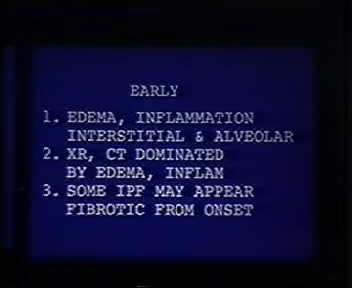 EARLY
1. EDEMA, INFLAMMATION
INTERSTITIAL & ALVEOLAR
2. XR, CT DOMINATED
BY EDEMA, INFLAM
3. SOME IPF MAY APPEAR
FIBROTIC FROM ONSET